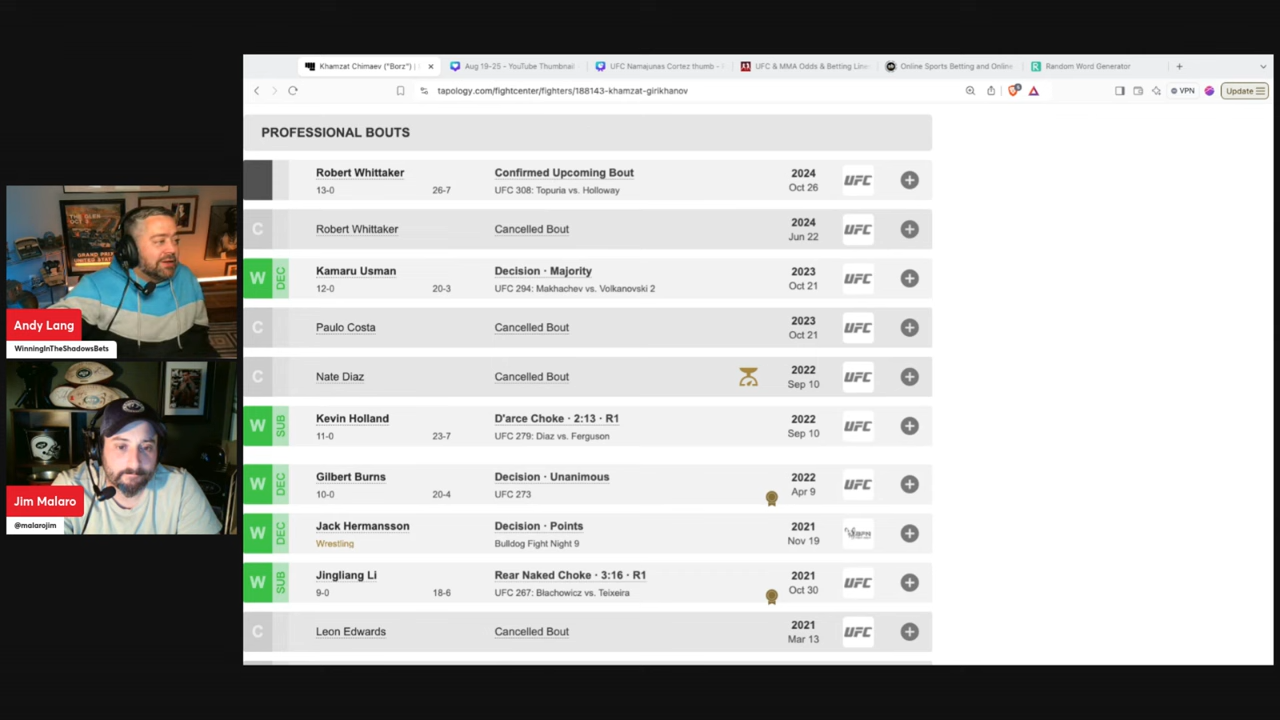 Khamzat Chimaev ("Borz") |
Aug 19-25 - YouTube Thumbnail
UFC Namajunas Cortez thumb -
UFC & MMA Odds & Betting Line
Online Sports Betting and Online
Random Word Generator
tapology.com/fightcenter/fighters/188143-khamzat-girikhanov
VPN
Update
PROFESSIONAL BOUTS
Robert Whittaker Confirmed Upcoming Bout 2024 UFC
13-0 26-7 UFC 308: Topuria vs. Holloway Oct 26
C Robert Whittaker Cancelled Bout 2024 Jun 22 UFC
W DEC Kamaru Usman Decision · Majority 2023 UFC
12-0 20-3 UFC 294: Makhachev vs. Volkanovski 2 Oct 21
C Paulo Costa Cancelled Bout 2023 Oct 21 UFC
C Nate Diaz Cancelled Bout 2022 Sep 10 UFC
W SUB Kevin Holland D'arce Choke · 2:13 · R1 2022 UFC
11-0 23-7 UFC 279: Diaz vs. Ferguson Sep 10
W DEC Gilbert Burns Decision · Unanimous 2022 UFC
10-0 20-4 UFC 273 Apr 9
W DEC Jack Hermansson Decision · Points 2021
Wrestling Bulldog Fight Night 9 Nov 19
W SUB Jingliang Li Rear Naked Choke · 3:16 · R1 2021 UFC
9-0 18-6 UFC 267: Błachowicz vs. Teixeira Oct 30
C Leon Edwards Cancelled Bout 2021 Mar 13 UFC
THE GLEN
GRAND PRIX
Andy Lang
WinningInTheShadowsBets
Jim Malaro
@malarojim